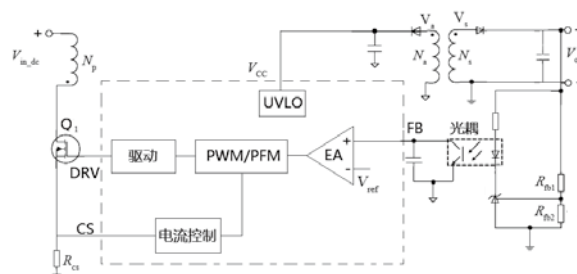 V_in_dc
N_p
V_CC
V_a
N_a
N_s
V_s
V_o
UVLO
Q_1
DRV
驱动
PWM/PFM
+
EA
-
V_ref
FB
光耦
R_fb1
R_fb2
CS
电流控制
R_cs